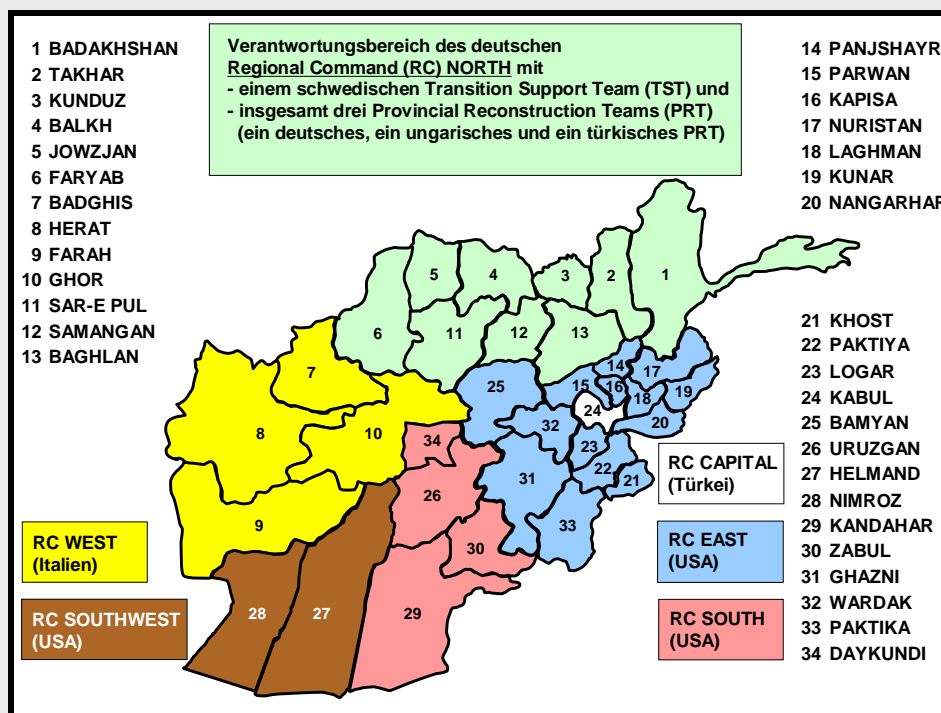 1 BADAKHSHAN
2 TAKHAR
3 KUNDUZ
4 BALKH
5 JOWZJAN
6 FARYAB
7 BADGHIS
8 HERAT
9 FARAH
10 GHOR
11 SAR-E PUL
12 SAMANGAN
13 BAGHLAN
Verantwortungsbereich des deutschen
Regional Command (RC) NORTH mit
- einem schwedischen Transition Support Team (TST) und
- insgesamt drei Provincial Reconstruction Teams (PRT)
(ein deutsches, ein ungarisches und ein türkisches PRT)
14 PANJSHAYR
15 PARWAN
16 KAPISA
17 NURISTAN
18 LAGHMAN
19 KUNAR
20 NANGARHAR
21 KHOST
22 PAKTIYA
23 LOGAR
24 KABUL
25 BAMYAN
26 URUZGAN
27 HELMAND
28 NIMROZ
29 KANDAHAR
30 ZABUL
31 GHAZNI
32 WARDAK
33 PAKTIKA
34 DAYKUNDI
5
4
3
2
1
6
11
12
13
7
25
15
14
16
17
18
19
20
24
8
10
34
32
23
22
21
31
26
33
9
30
28
27
29
RC WEST
(Italien)
RC SOUTHWEST
(USA)
RC CAPITAL
(Türkei)
RC EAST
(USA)
RC SOUTH
(USA)